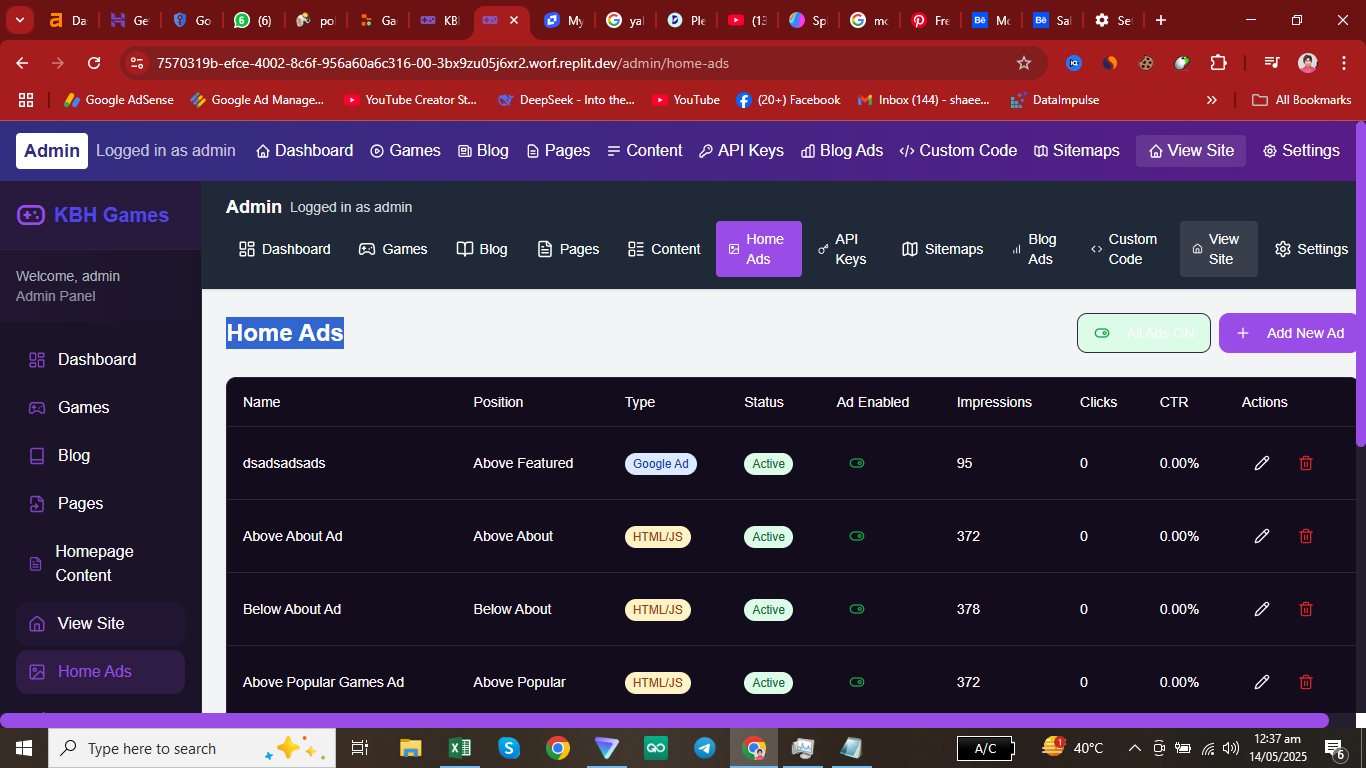 Da
Ge
Go
(6)
po
Ga
KB
My
yal
Ple
(13
Sp
mc
Fre
Mc
Sal
Se
7570319b-efce-4002-8c6f-956a60a6c316-00-3bx9zu05j6xr2.worf.replit.dev/admin/home-ads
Google AdSense
Google Ad Manage...
YouTube Creator St...
DeepSeek - Into the...
YouTube
(20+) Facebook
Inbox (144) - shaee...
DataImpulse
All Bookmarks
Admin Logged in as admin Dashboard Games Blog Pages Content API Keys Blog Ads Custom Code Sitemaps View Site Settings
KBH Games
Welcome, admin
Admin Panel
Dashboard
Games
Blog
Pages
Homepage
Content
View Site
Home Ads
Admin Logged in as admin
Dashboard
Games
Blog
Pages
Content
Home
Ads
API
Keys
Sitemaps
Blog
Ads
Custom
Code
View
Site
Settings
Home Ads
All Ads ON
Add New Ad
Name Position Type Status Ad Enabled Impressions Clicks CTR Actions
dsadsadsads Above Featured Google Ad Active 95 0 0.00%
Above About Ad Above About HTML/JS Active 372 0 0.00%
Below About Ad Below About HTML/JS Active 378 0 0.00%
Above Popular Games Ad Above Popular HTML/JS Active 372 0 0.00%
Type here to search
A/C
1
40°C
12:37 am
14/05/2025
6